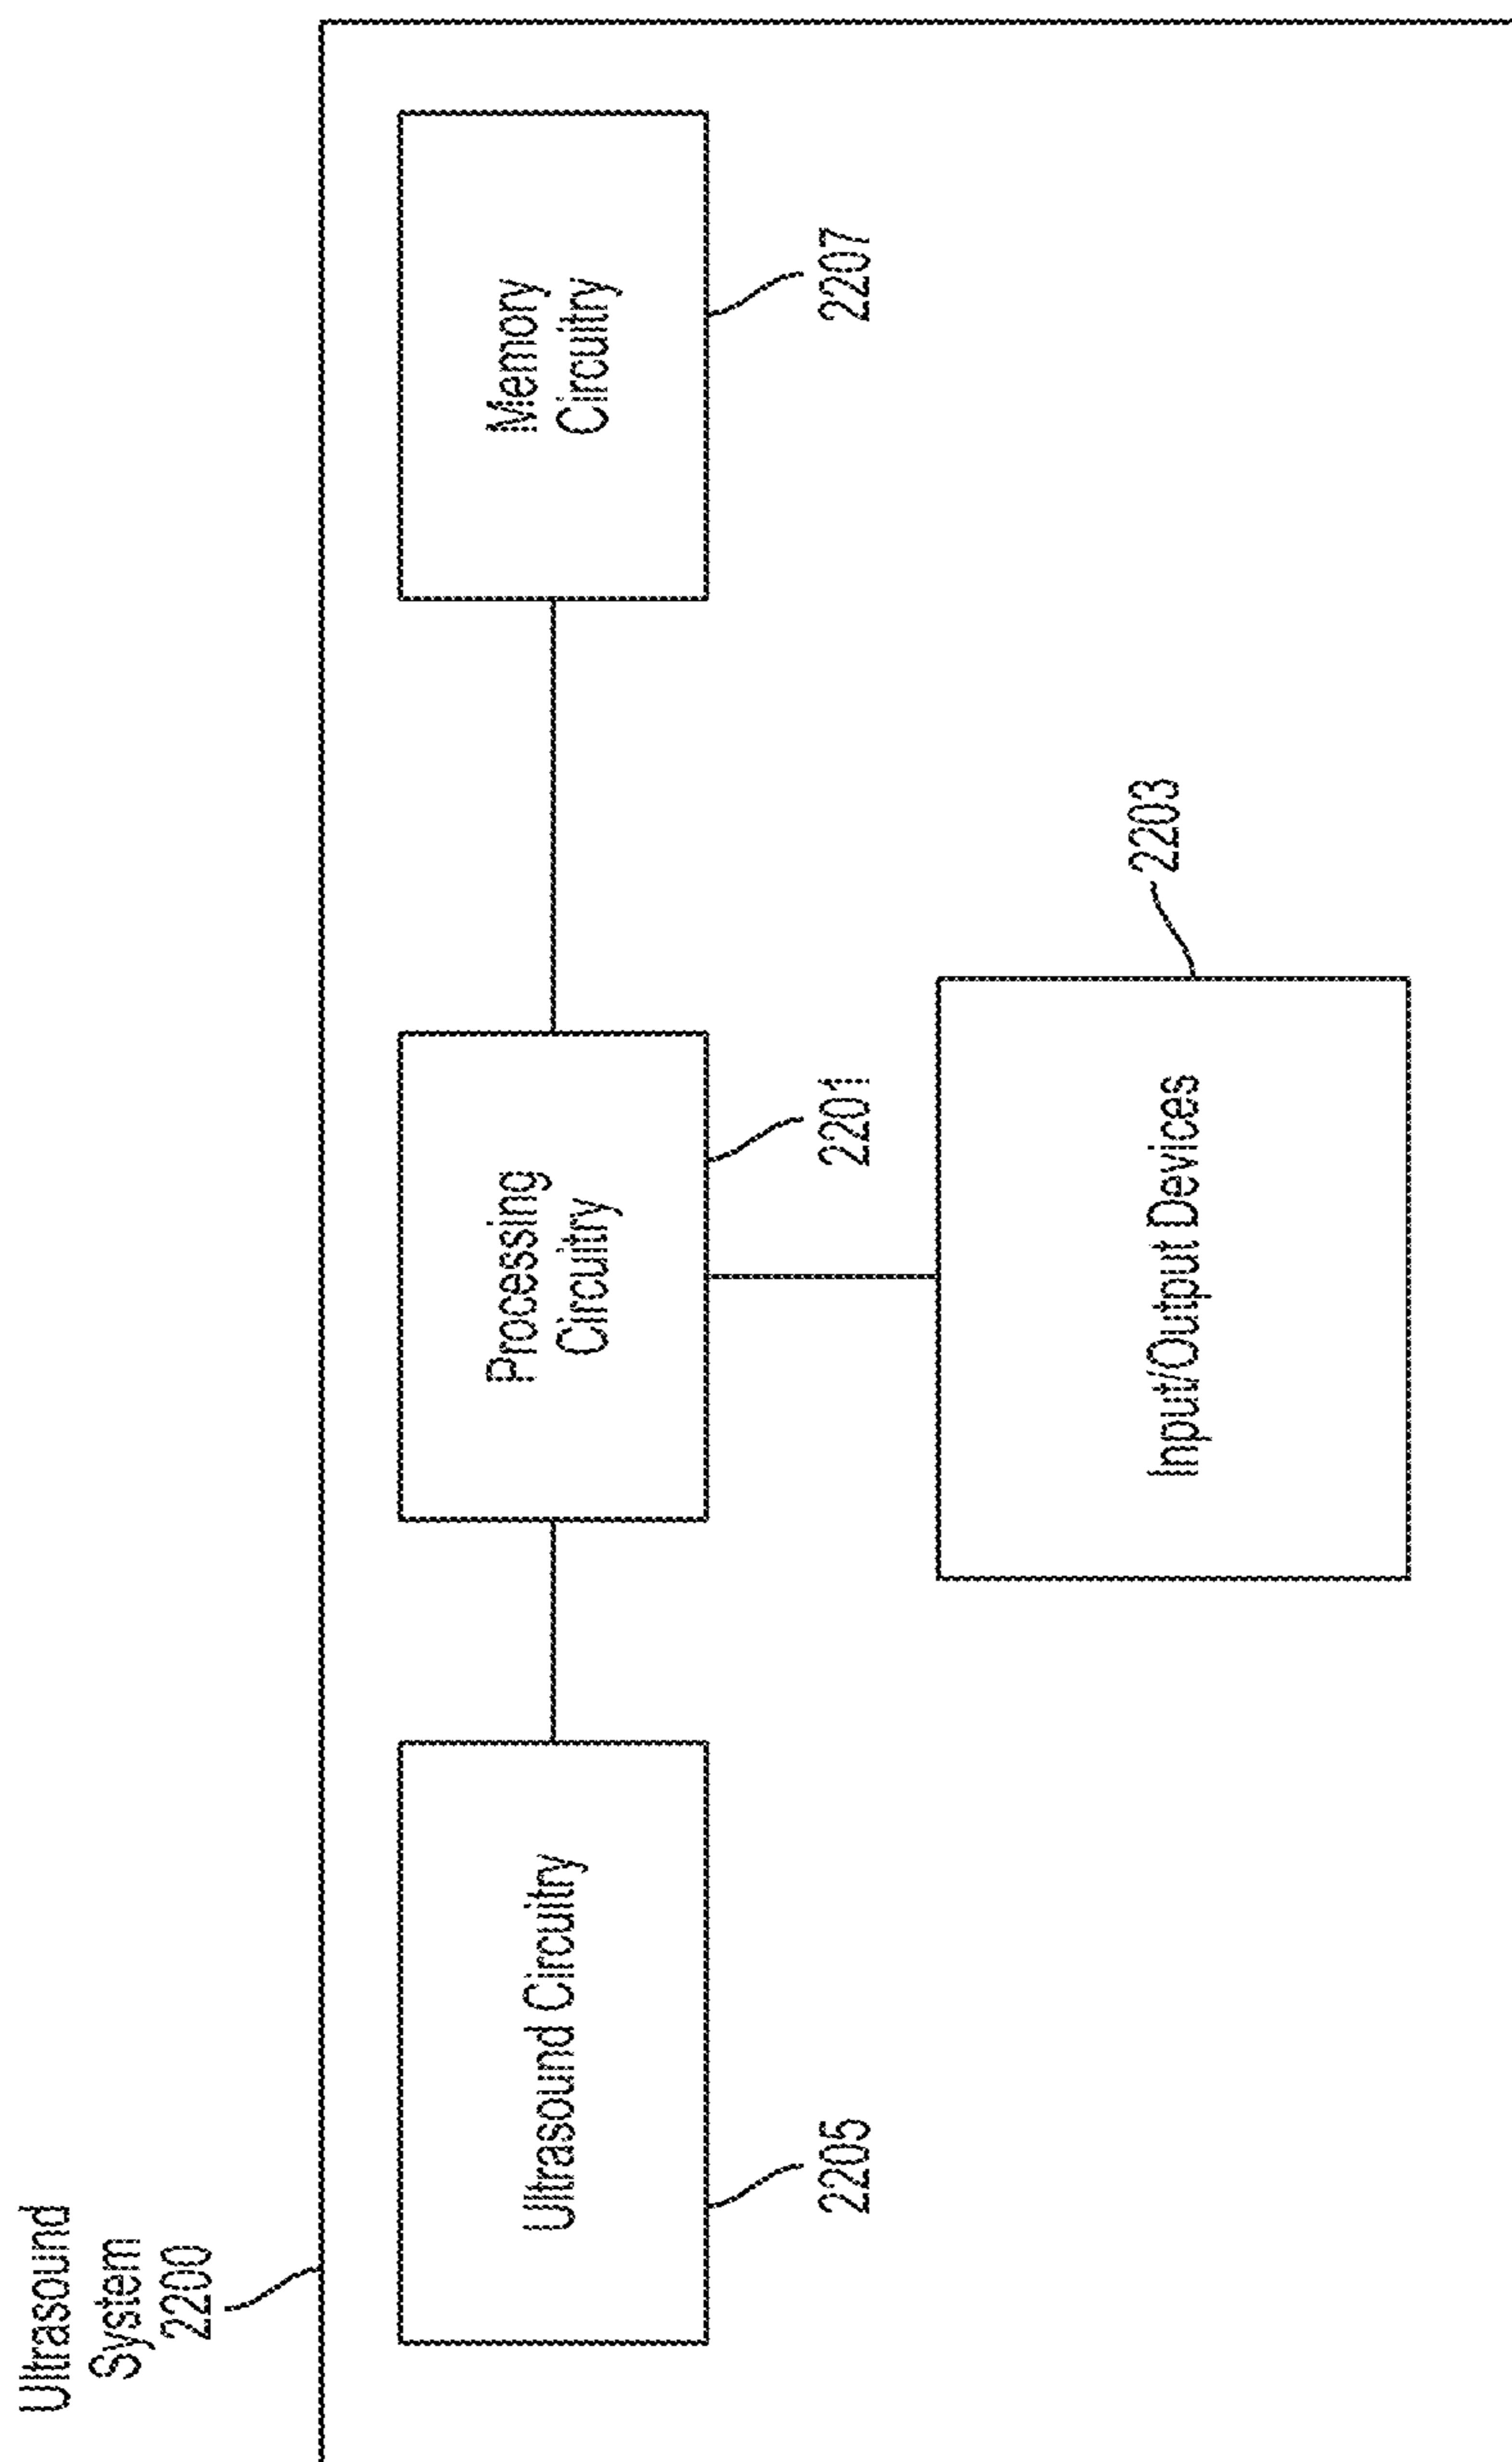 Ultrasound
System
2200
Ultrasound Circuitry
2205
Processing
Circuitry
2201
Memory
Circuitry
2207
Input/Output Devices
2203